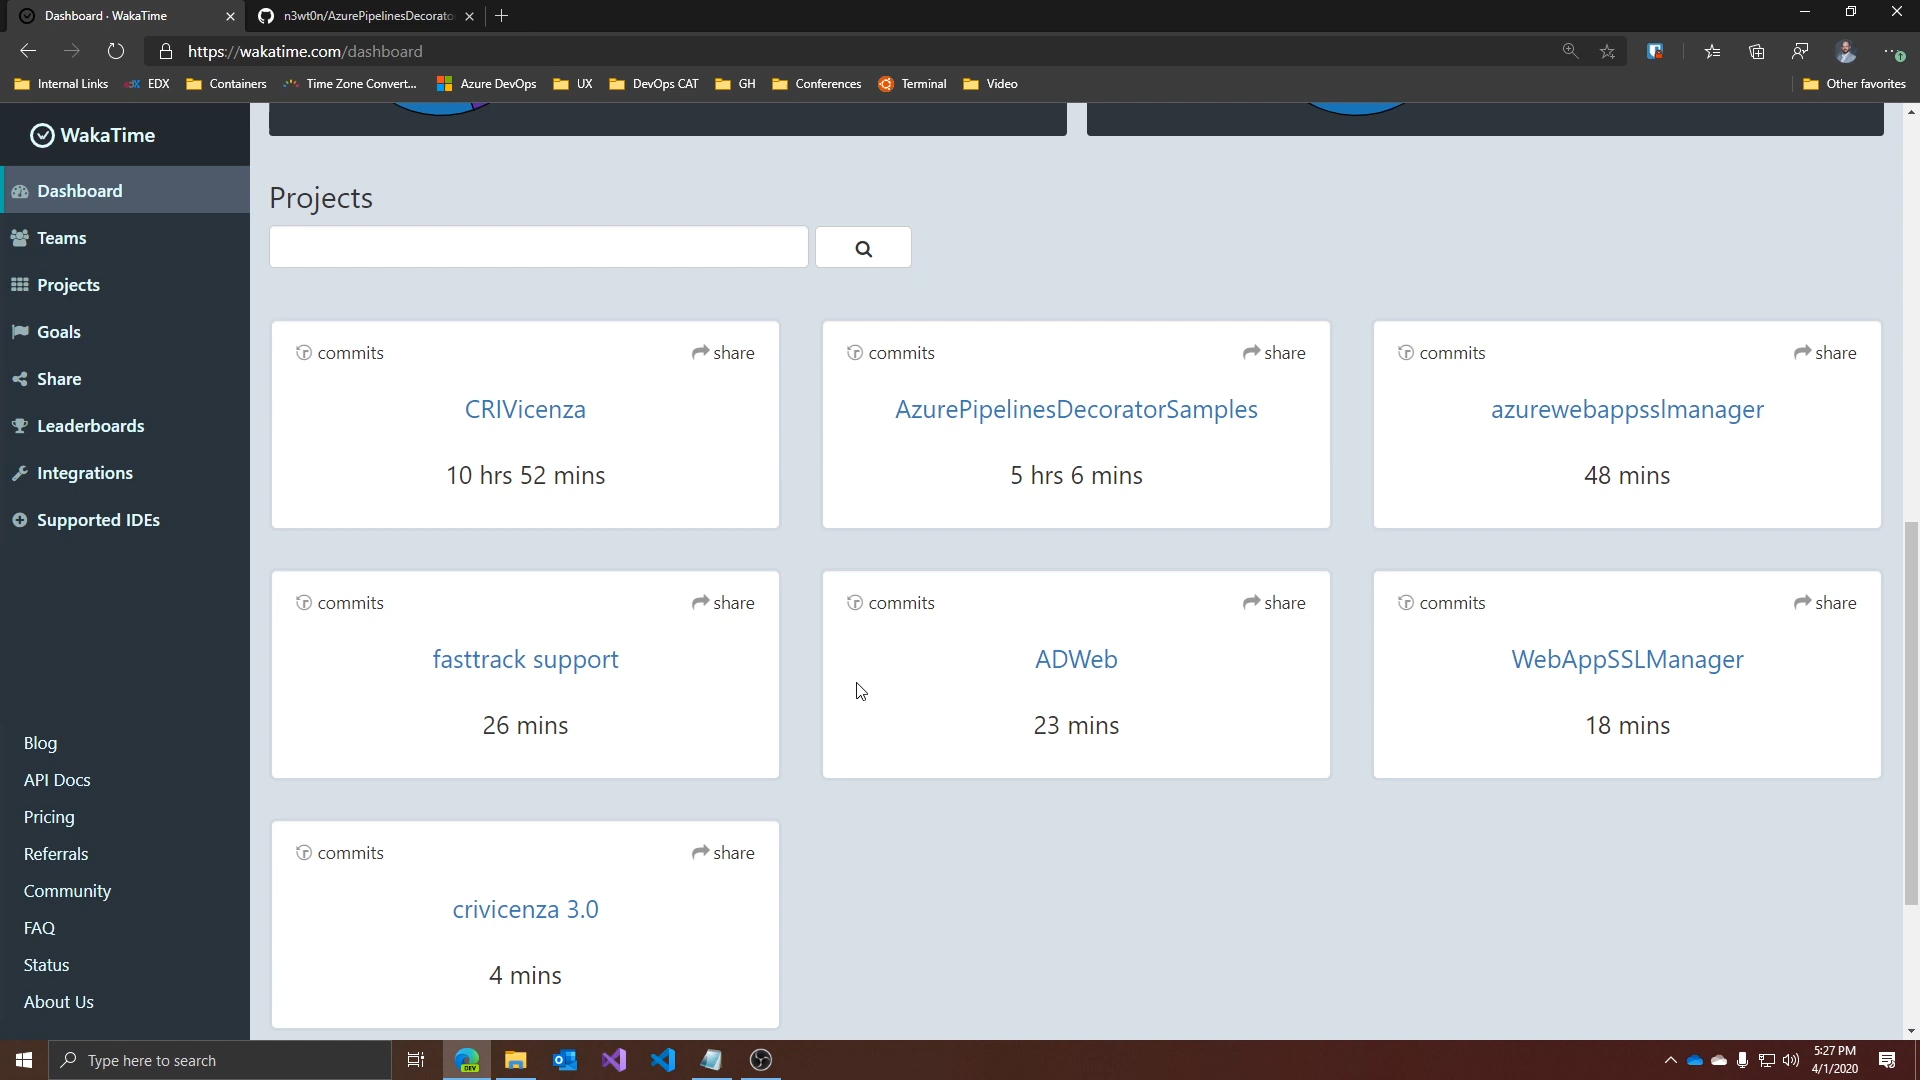 Dashboard · WakaTime
n3wt0n/AzurePipelinesDecorato
https://wakatime.com/dashboard
Internal Links
EDX
Containers
Time Zone Convert...
Azure DevOps
UX
DevOps CAT
GH
Conferences
Terminal
Video
Other favorites
WakaTime
Dashboard
Teams
Projects
Goals
Share
Leaderboards
Integrations
Supported IDEs
Blog
API Docs
Pricing
Referrals
Community
FAQ
Status
About Us
Projects
commits share
CRIVicenza
10 hrs 52 mins
commits share
AzurePipelinesDecoratorSamples
5 hrs 6 mins
commits share
azurewebappsslmanager
48 mins
commits share
fasttrack support
26 mins
commits share
ADWeb
23 mins
commits share
WebAppSSLManager
18 mins
commits share
crivicenza 3.0
4 mins
Type here to search
DEV
5:27 PM
4/1/2020